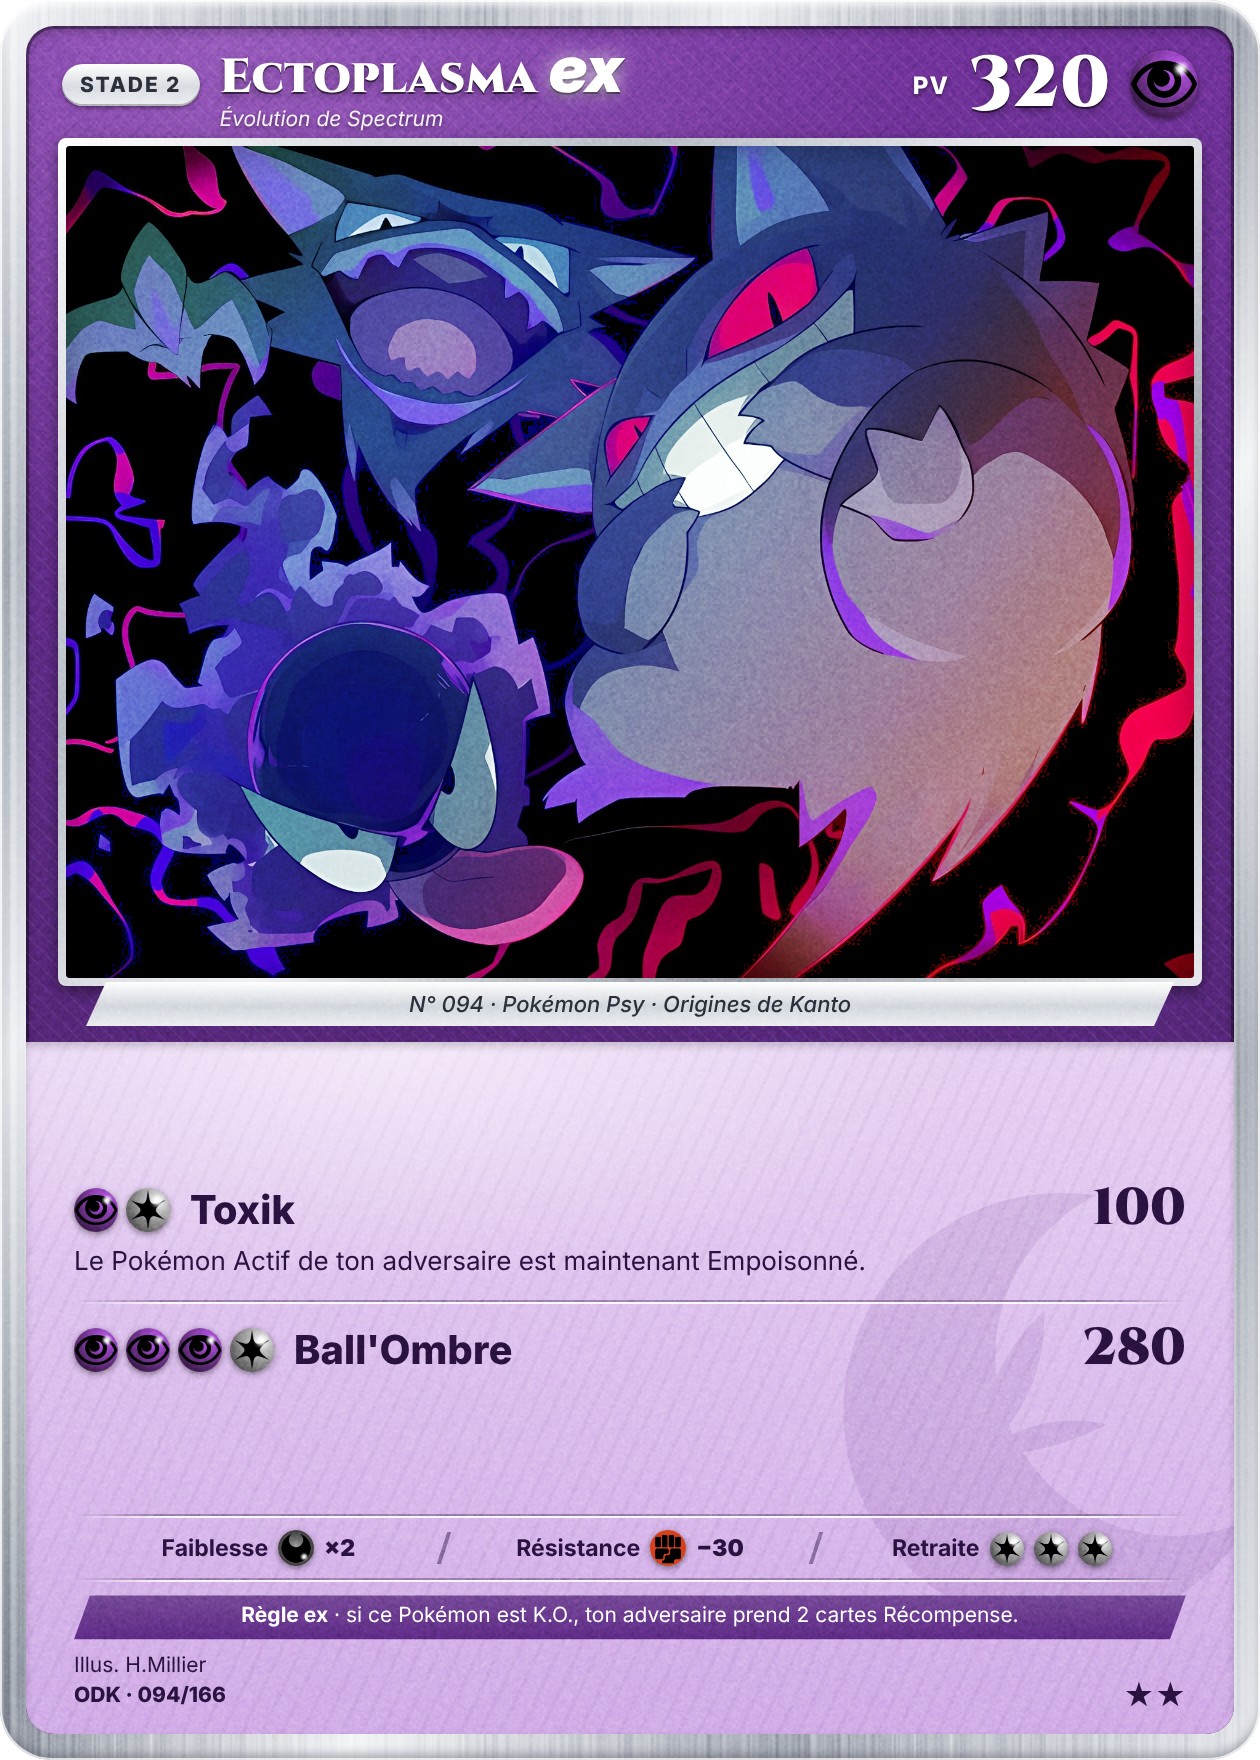 STADE 2
Ectoplasma ex
PV 320
Évolution de Spectrum
N° 094 · Pokémon Psy · Origines de Kanto
Toxik 100
Le Pokémon Actif de ton adversaire est maintenant Empoisonné.
Ball'Ombre 280
Faiblesse ×2 / Résistance −30 / Retraite
Règle ex · si ce Pokémon est K.O., ton adversaire prend 2 cartes Récompense.
Illus. H.Millier
ODK · 094/166